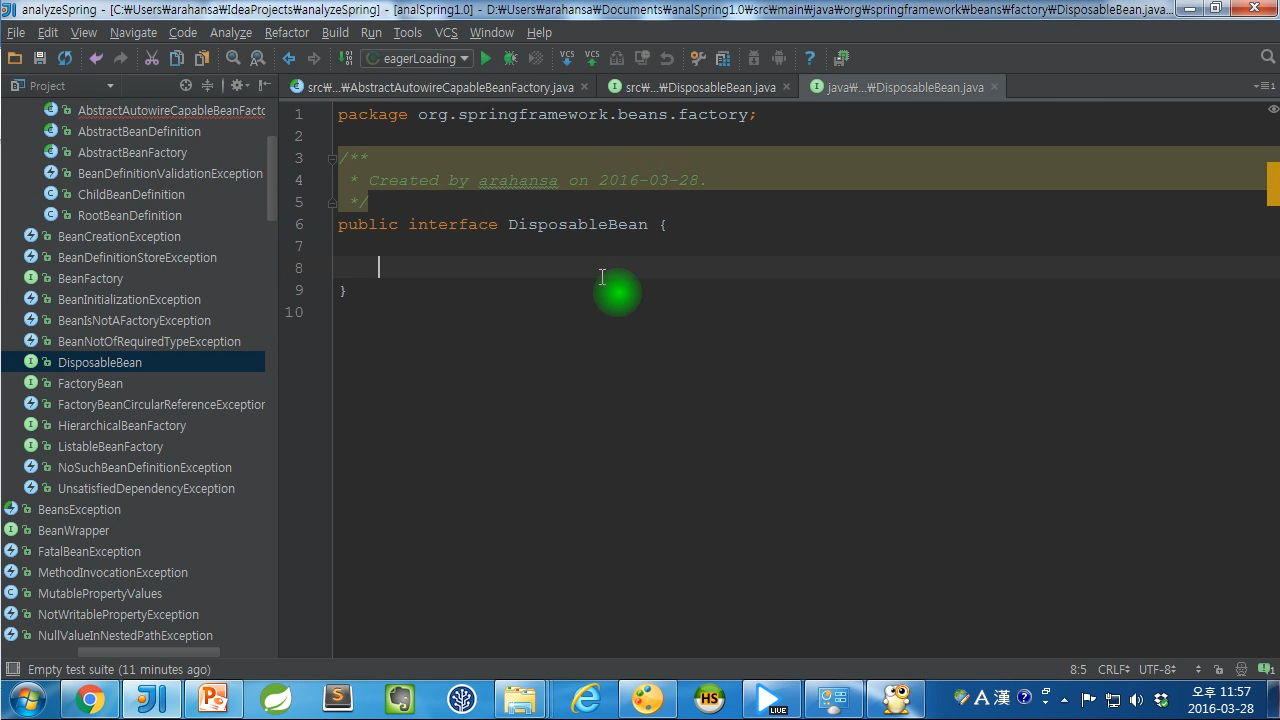 analyzeSpring - [C:₩Users₩arahansa₩IdeaProjects₩analyzeSpring] - [analSpring1.0] - D:₩Users₩arahansa₩Documents₩analSpring1.0₩src₩main₩java₩org₩springframework₩beans₩factory₩DisposableBean.java...
File Edit View Navigate Code Analyze Refactor Build Run Tools VCS Window Help
eagerLoading VCS VCS
Project
src₩...₩AbstractAutowireCapableBeanFactory.java
src₩...₩DisposableBean.java
java₩...₩DisposableBean.java
AbstractAutowireCapableBeanFacto
AbstractBeanDefinition
AbstractBeanFactory
BeanDefinitionValidationException
ChildBeanDefinition
RootBeanDefinition
BeanCreationException
BeanDefinitionStoreException
BeanFactory
BeanInitializationException
BeanIsNotAFactoryException
BeanNotOfRequiredTypeException
DisposableBean
FactoryBean
FactoryBeanCircularReferenceException
HierarchicalBeanFactory
ListableBeanFactory
NoSuchBeanDefinitionException
UnsatisfiedDependencyException
BeansException
BeanWrapper
FatalBeanException
MethodInvocationException
MutablePropertyValues
NotWritablePropertyException
NullValueInNestedPathException
1 package org.springframework.beans.factory;
2
3 /**
4 * Created by arahansa on 2016-03-28.
5 */
6 public interface DisposableBean {
7
8
9 }
10
Empty test suite (11 minutes ago)
8:5 CRLF UTF-8
HS LIVE A 漢
오후 11:57
2016-03-28